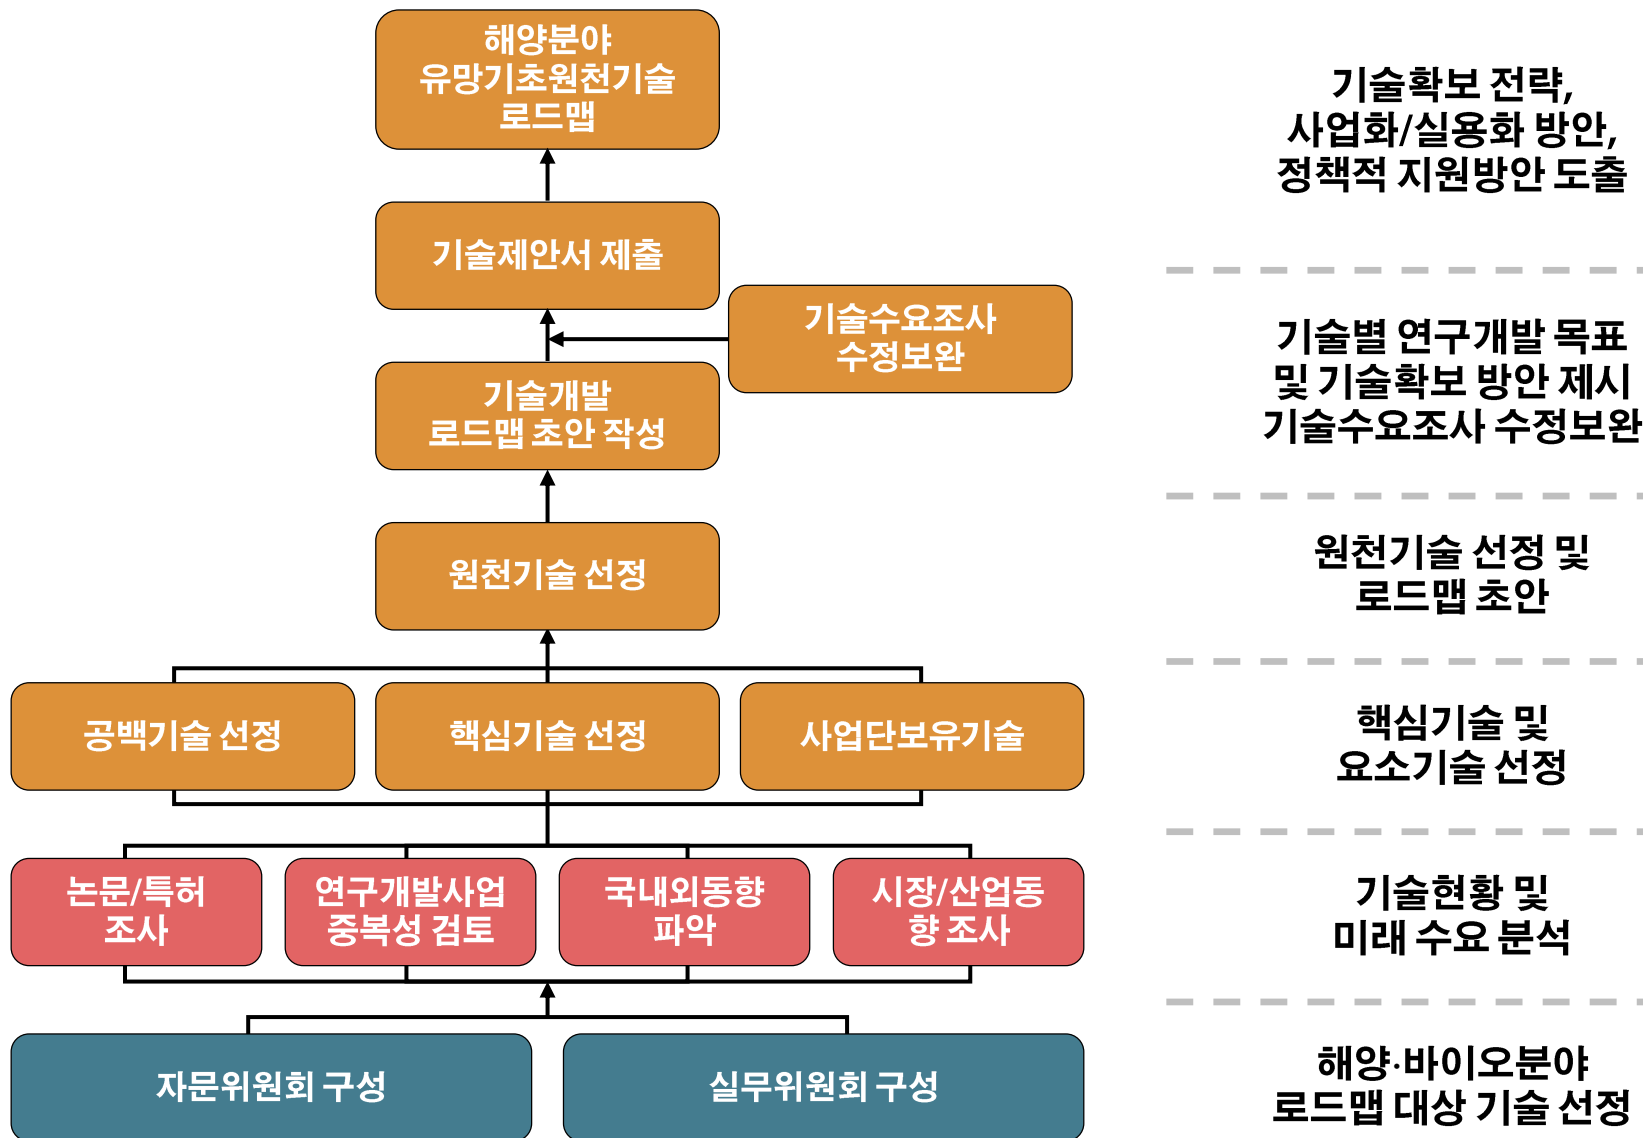 해양분야
유망기초원천기술
로드맵
기술확보 전략,
사업화/실용화 방안,
정책적 지원방안 도출
기술제안서 제출
기술수요조사
수정보완
기술개발
로드맵 초안 작성
기술별 연구개발 목표
및 기술확보 방안 제시
기술수요조사 수정보완
원천기술 선정
원천기술 선정 및
로드맵 초안
공백기술 선정
핵심기술 선정
사업단보유기술
핵심기술 및
요소기술 선정
논문/특허
조사
연구개발사업
중복성 검토
국내외동향
파악
시장/산업동
향 조사
기술현황 및
미래 수요 분석
자문위원회 구성
실무위원회 구성
해양·바이오분야
로드맵 대상 기술 선정